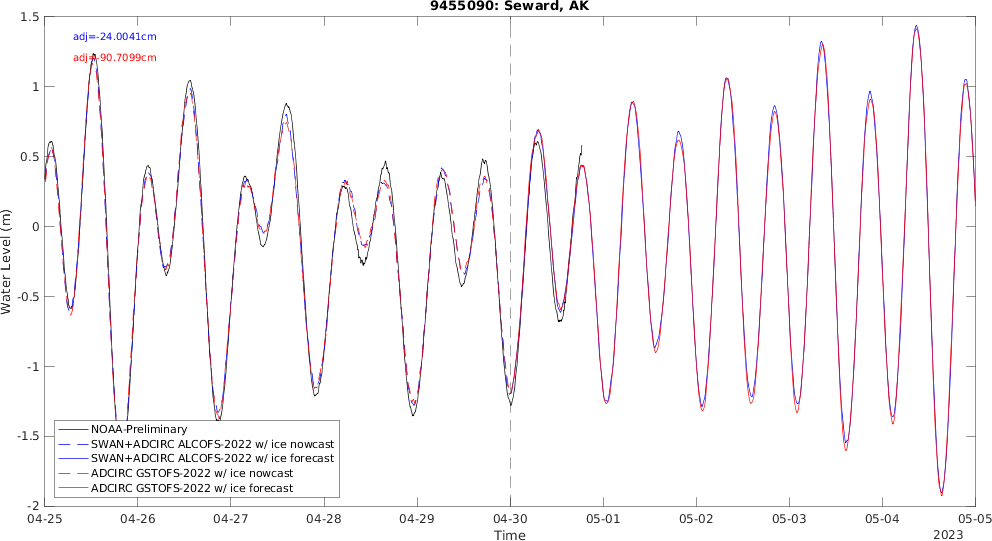 9455090: Seward, AK
adj=-24.0041cm
adj=-90.7099cm
1.5
1
0.5
0
-0.5
-1
-1.5
-2
Water Level (m)
NOAA-Preliminary
SWAN+ADCIRC ALCOFS-2022 w/ ice nowcast
SWAN+ADCIRC ALCOFS-2022 w/ ice forecast
ADCIRC GSTOFS-2022 w/ ice nowcast
ADCIRC GSTOFS-2022 w/ ice forecast
04-25 04-26 04-27 04-28 04-29 04-30 05-01 05-02 05-03 05-04 05-05
Time
2023